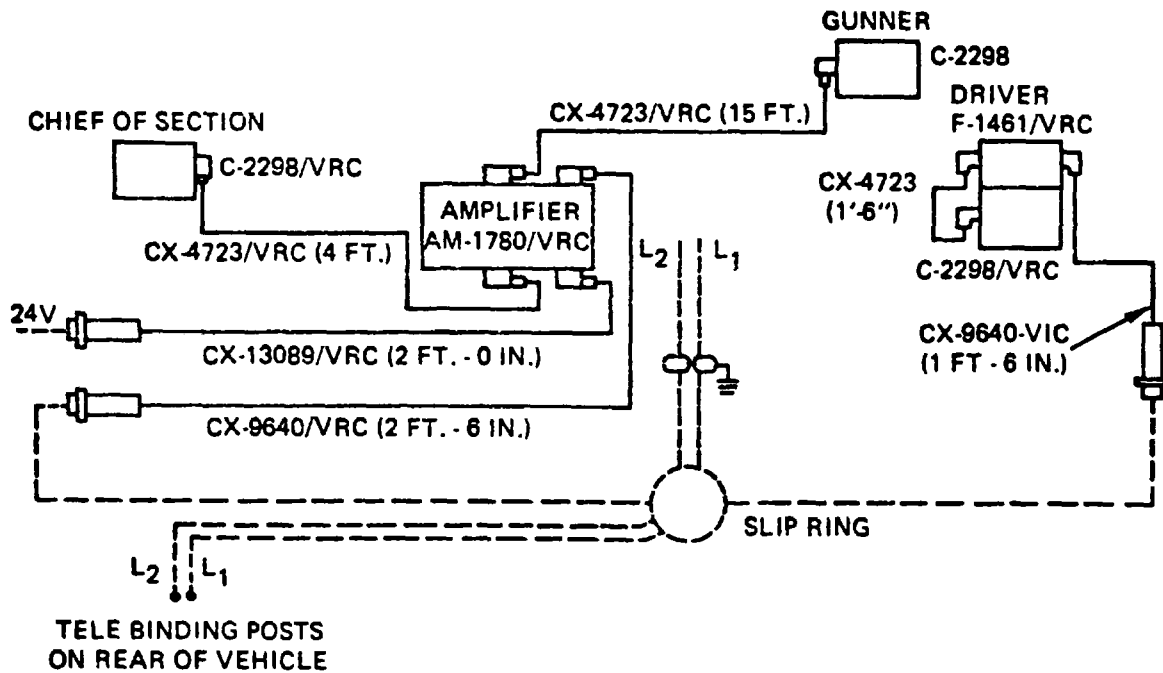 GUNNER
C-2298
DRIVER
F-1461/VRC
CX-4723/VRC (15 FT.)
CHIEF OF SECTION
C-2298/VRC
CX-4723
(1'-6")
AMPLIFIER
AM-1780/VRC
CX-4723/VRC (4 FT.)
L2
L1
C-2298/VRC
24V
CX-13089/VRC (2 FT. - 0 IN.)
CX-9640-VIC
(1 FT - 6 IN.)
CX-9640/VRC (2 FT. - 6 IN.)
SLIP RING
L2
L1
TELE BINDING POSTS
ON REAR OF VEHICLE